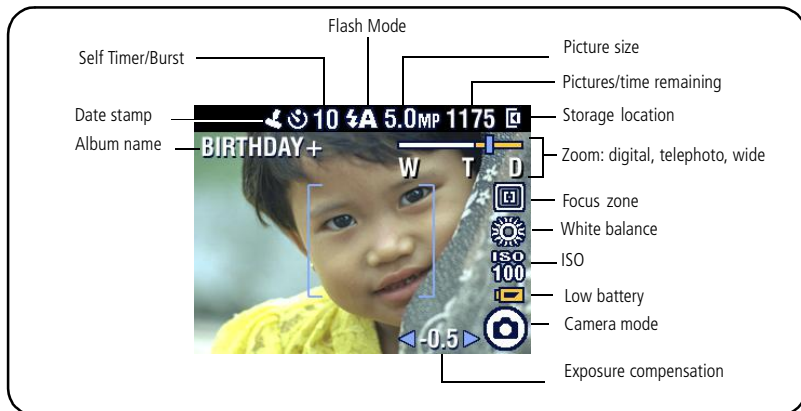 Flash Mode
Self Timer/Burst
Picture size
Pictures/time remaining
Date stamp
10 A 5.0MP 1175
Storage location
Album name
BIRTHDAY+
W T D
Zoom: digital, telephoto, wide
Focus zone
White balance
ISO
100
ISO
Low battery
Camera mode
-0.5
Exposure compensation